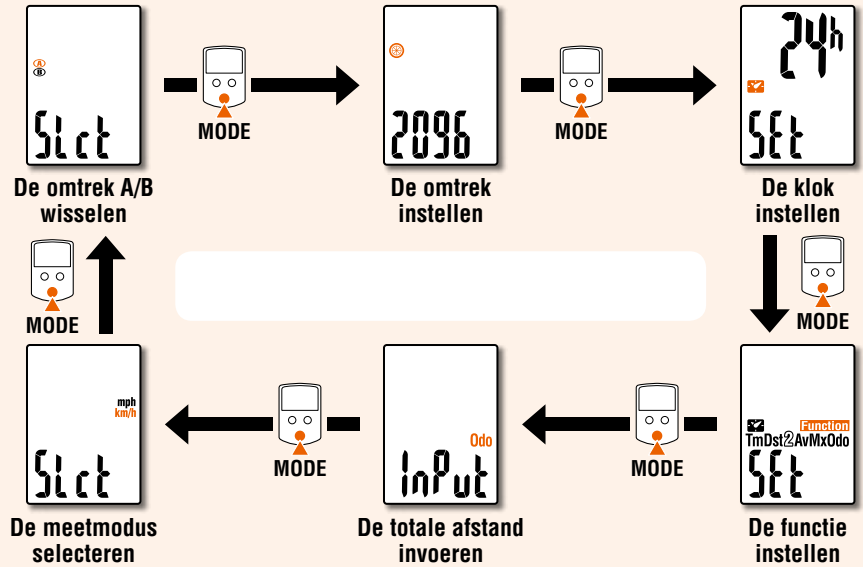 A
B
Slct
MODE
2096
MODE
24h
SEt
De omtrek A/B
wisselen
De omtrek
instellen
De klok
instellen
MODE
MODE
mph
km/h
Slct
MODE
Odo
InPut
MODE
Function
TmDst2AvMxOdo
SEt
De meetmodus
selecteren
De totale afstand
invoeren
De functie
instellen